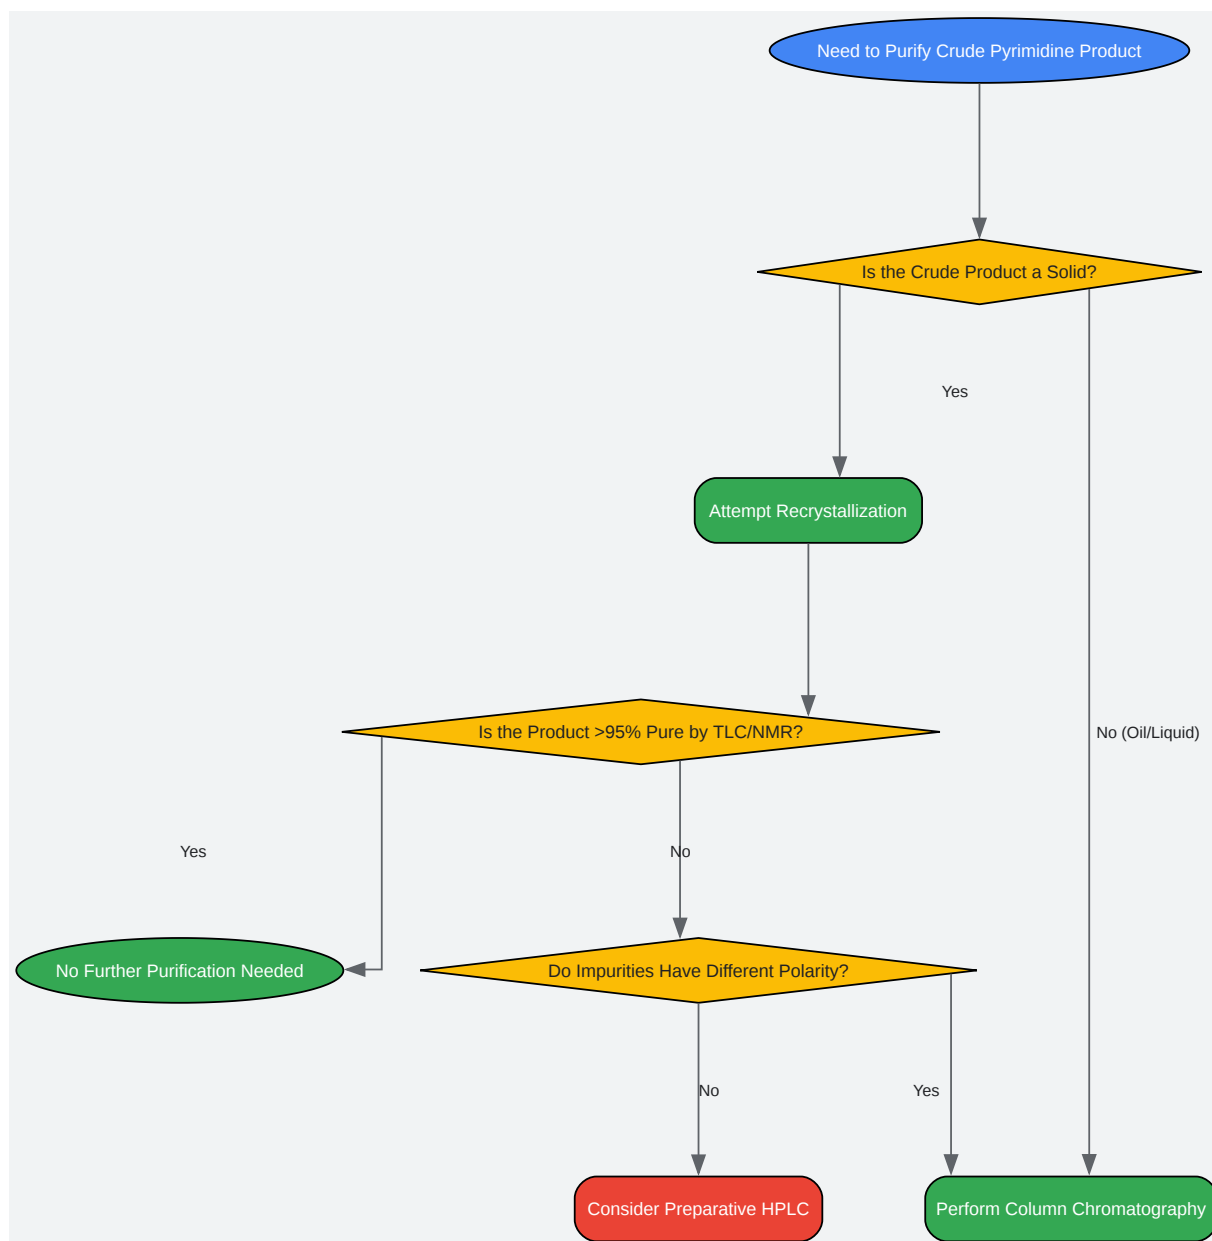 Need to Purify Crude Pyrimidine Product
Is the Crude Product a Solid?
Yes
Attempt Recrystallization
Is the Product >95% Pure by TLC/NMR?
No (Oil/Liquid)
Yes
No
No Further Purification Needed
Do Impurities Have Different Polarity?
No
Yes
Consider Preparative HPLC
Perform Column Chromatography